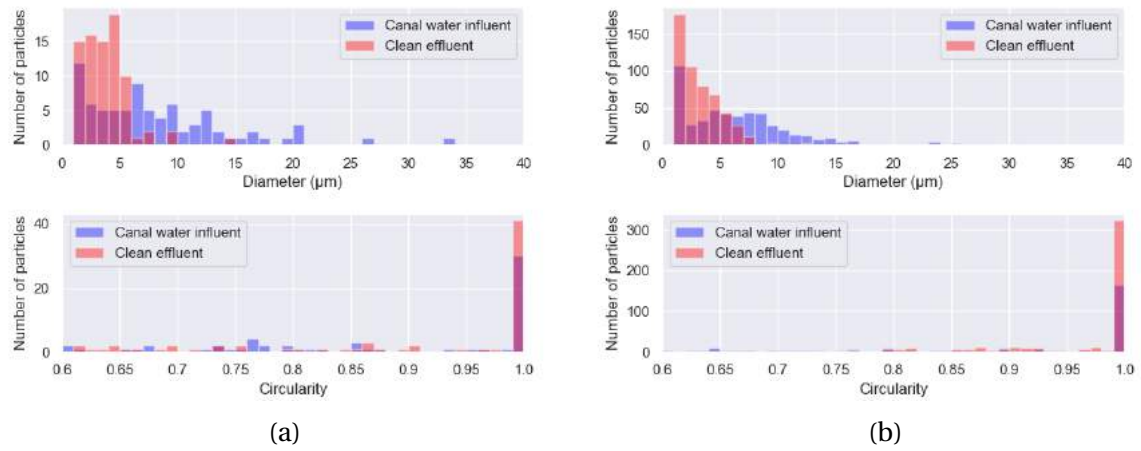 Number of particles
15
10
5
0
Canal water influent
Clean effluent
0 5 10 15 20 25 30 35 40
Diameter (µm)
Number of particles
40
20
0
Canal water influent
Clean effluent
0.6 0.65 0.7 0.75 0.8 0.85 0.9 0.95 1.0
Circularity
(a)
Number of particles
150
100
50
0
Canal water influent
Clean effluent
0 5 10 15 20 25 30 35 40
Diameter (µm)
Number of particles
300
200
100
0
Canal water influent
Clean effluent
0.6 0.65 0.7 0.75 0.8 0.85 0.9 0.95 1.0
Circularity
(b)